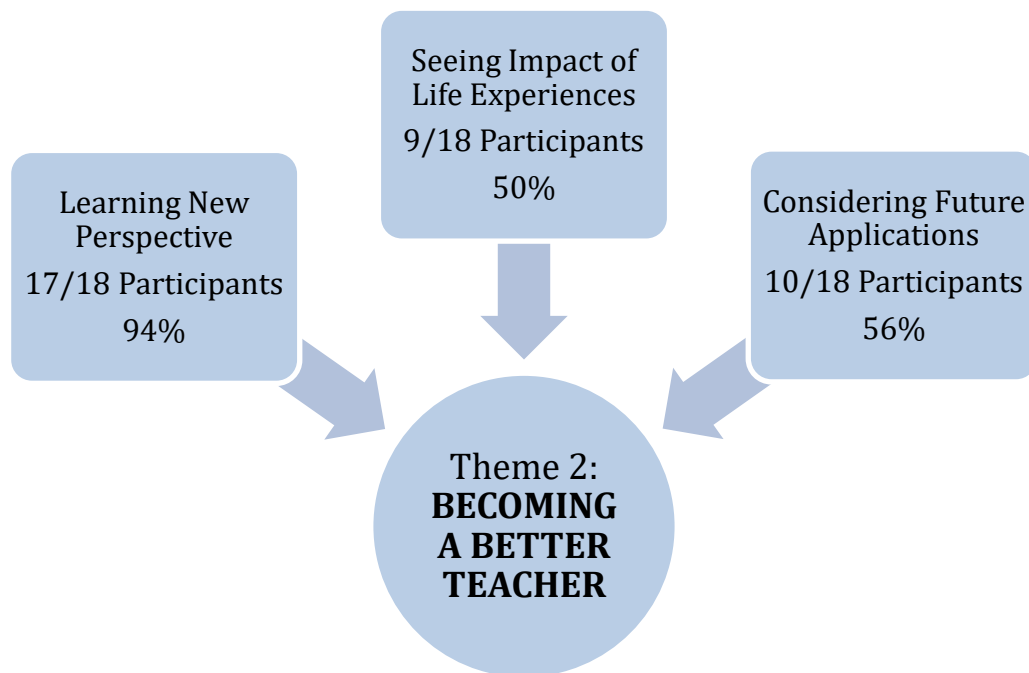 Learning New
Perspective
17/18 Participants
94%
Seeing Impact of
Life Experiences
9/18 Participants
50%
Considering Future
Applications
10/18 Participants
56%
Theme 2:
BECOMING
A BETTER
TEACHER